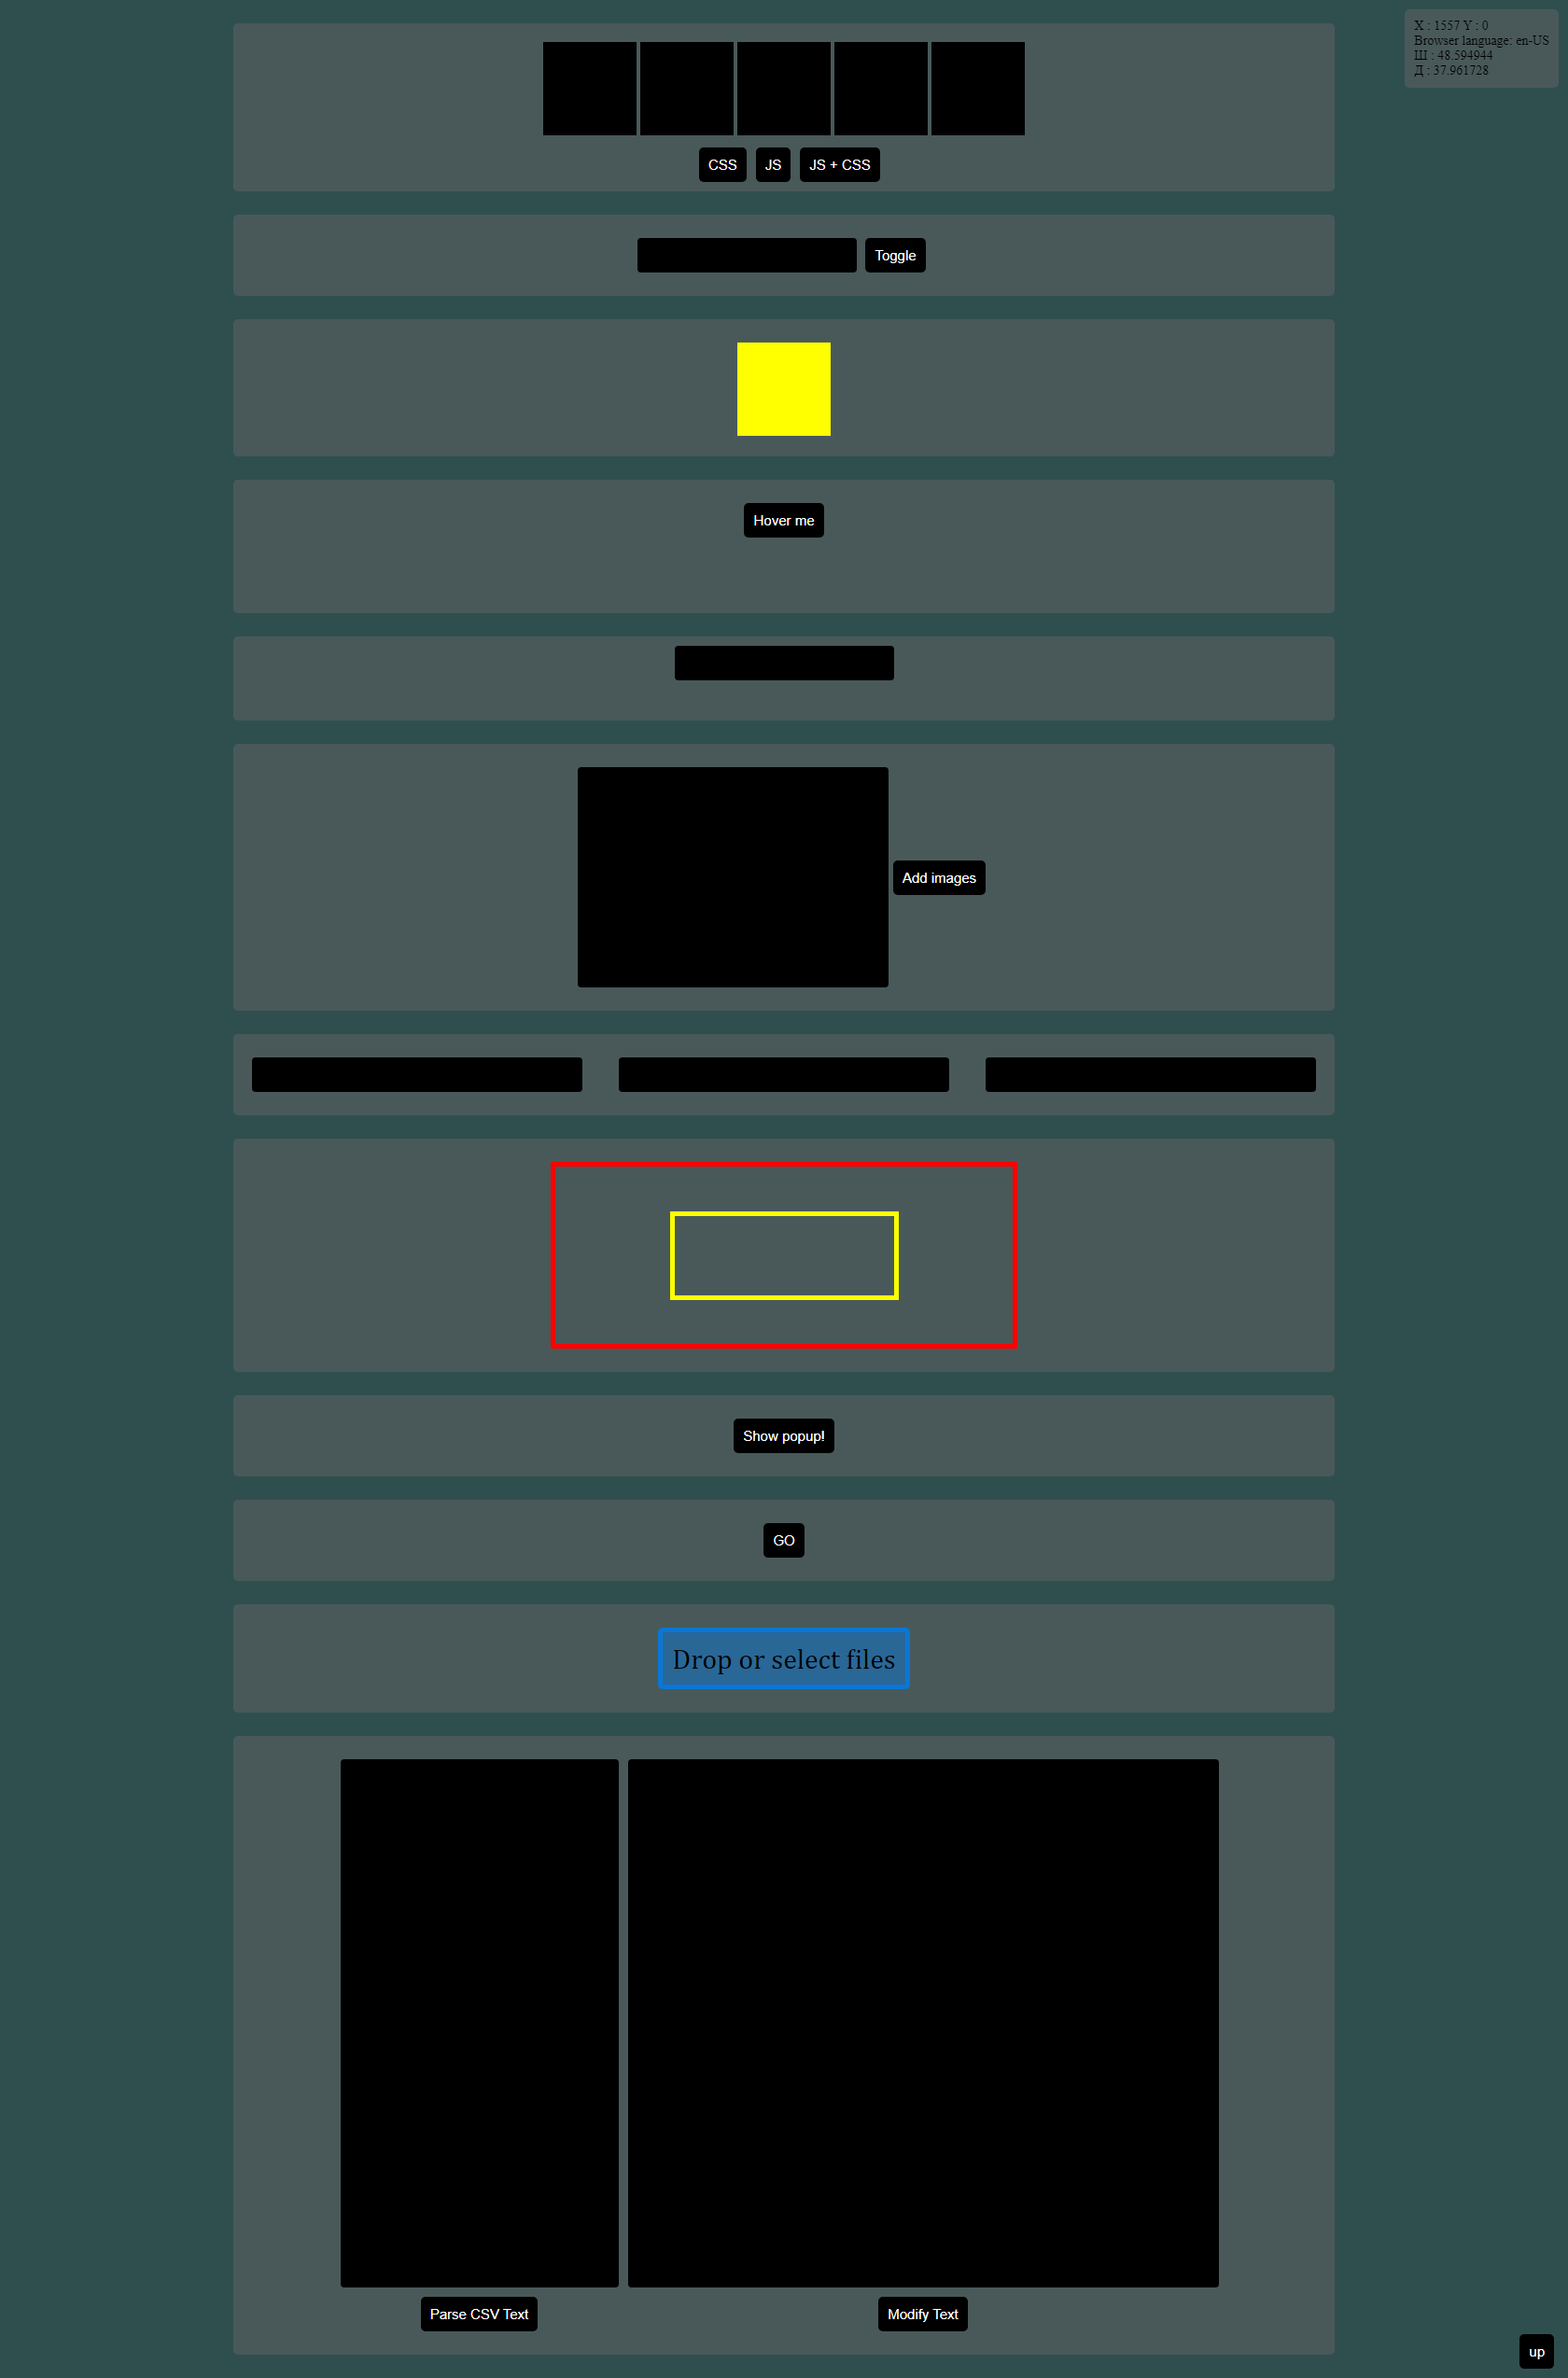 X : 1557 Y : 0
Browser language: en-US
Ш : 48.594944
Д : 37.961728
CSS JS JS + CSS
Toggle
Hover me
Add images
Show popup!
GO
Drop or select files
Parse CSV Text Modify Text
up